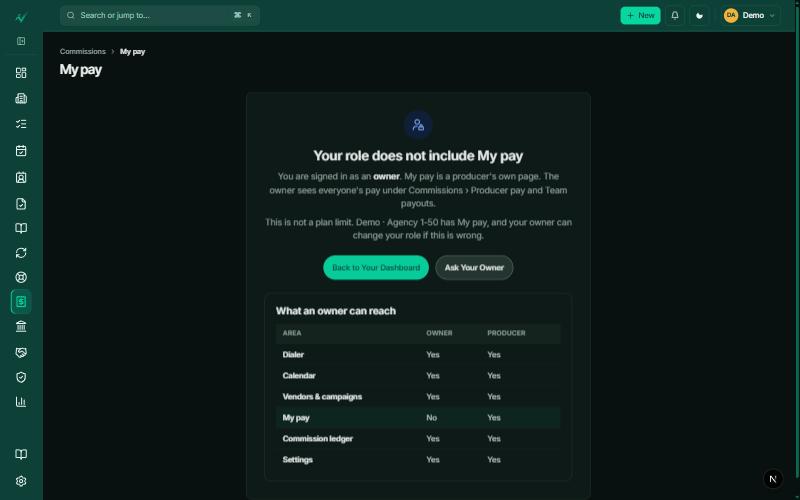 Search or jump to...
⌘ K
New
DA
Demo
Commissions › My pay
My pay
Your role does not include My pay
You are signed in as an owner. My pay is a producer's own page. The
owner sees everyone's pay under Commissions › Producer pay and Team
payouts.
This is not a plan limit. Demo · Agency 1-50 has My pay, and your owner can
change your role if this is wrong.
Back to Your Dashboard
Ask Your Owner
What an owner can reach
AREA OWNER PRODUCER
Dialer Yes Yes
Calendar Yes Yes
Vendors & campaigns Yes Yes
My pay No Yes
Commission ledger Yes Yes
Settings Yes Yes
N